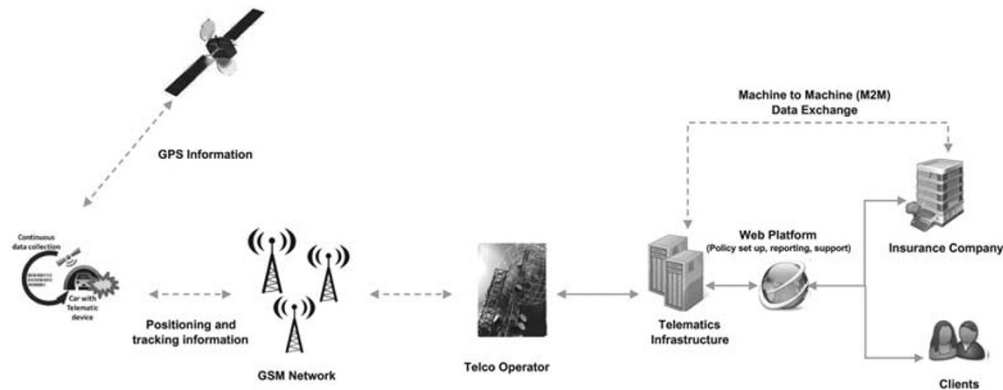 Machine to Machine (M2M)
Data Exchange
GPS Information
Continuous
data collection
Car with
Telematic
device
Positioning and
tracking information
GSM Network
Telco Operator
Telematics
Infrastructure
Web Platform
(Policy set up, reporting, support)
Insurance Company
Clients